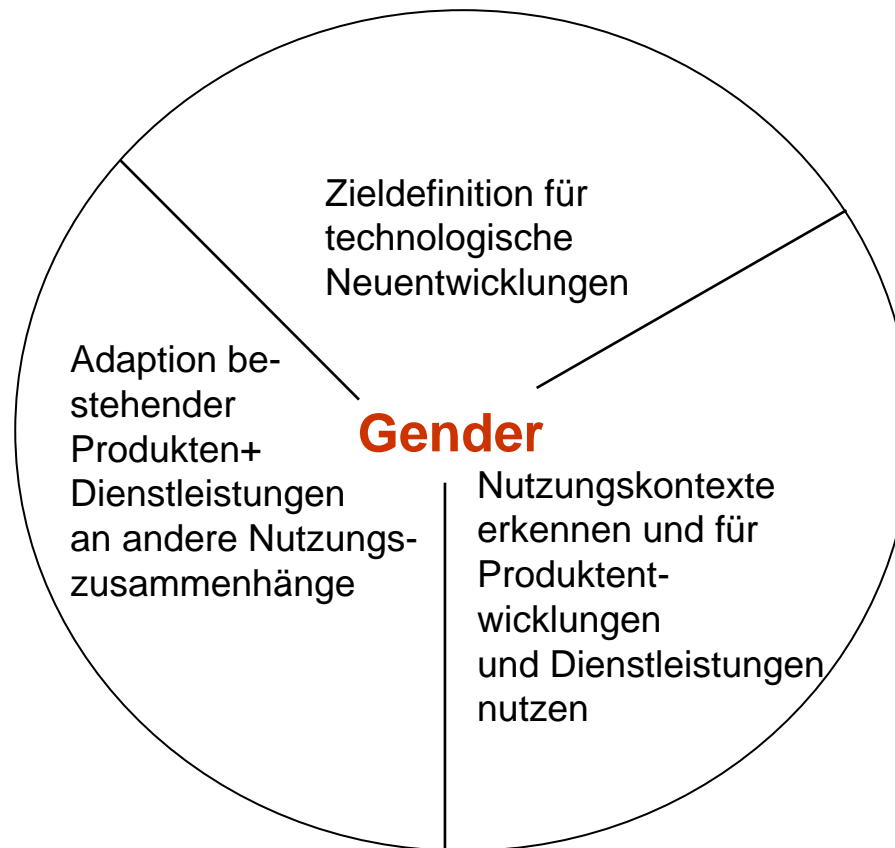 Zieldefinition für
technologische
Neuentwicklungen
Adaption be-
stehender
Produkten+
Dienstleistungen
an andere Nutzungs-
zusammenhänge
Gender
Nutzungskontexte
erkennen und für
Produktent-
wicklungen
und Dienstleistungen
nutzen